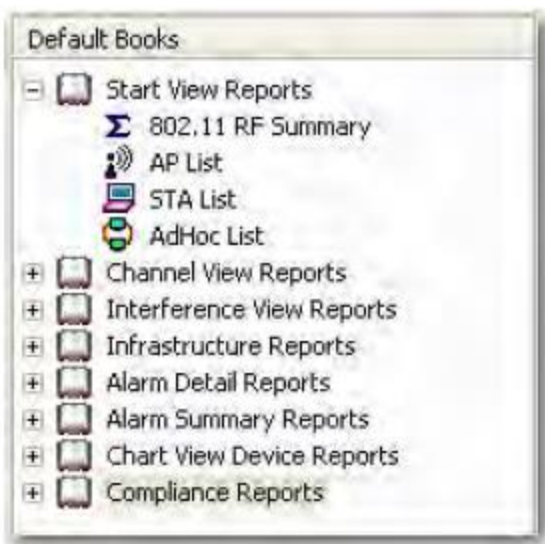 Default Books
Start View Reports
Σ 802.11 RF Summary
AP List
STA List
AdHoc List
Channel View Reports
Interference View Reports
Infrastructure Reports
Alarm Detail Reports
Alarm Summary Reports
Chart View Device Reports
Compliance Reports